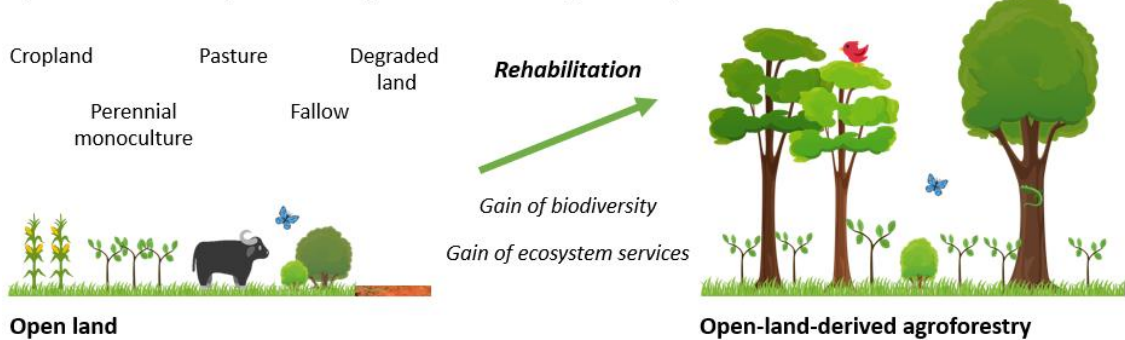 Cropland
Pasture
Degraded
land
Perennial
monoculture
Fallow
Rehabilitation
Gain of biodiversity
Gain of ecosystem services
Open land
Open-land-derived agroforestry